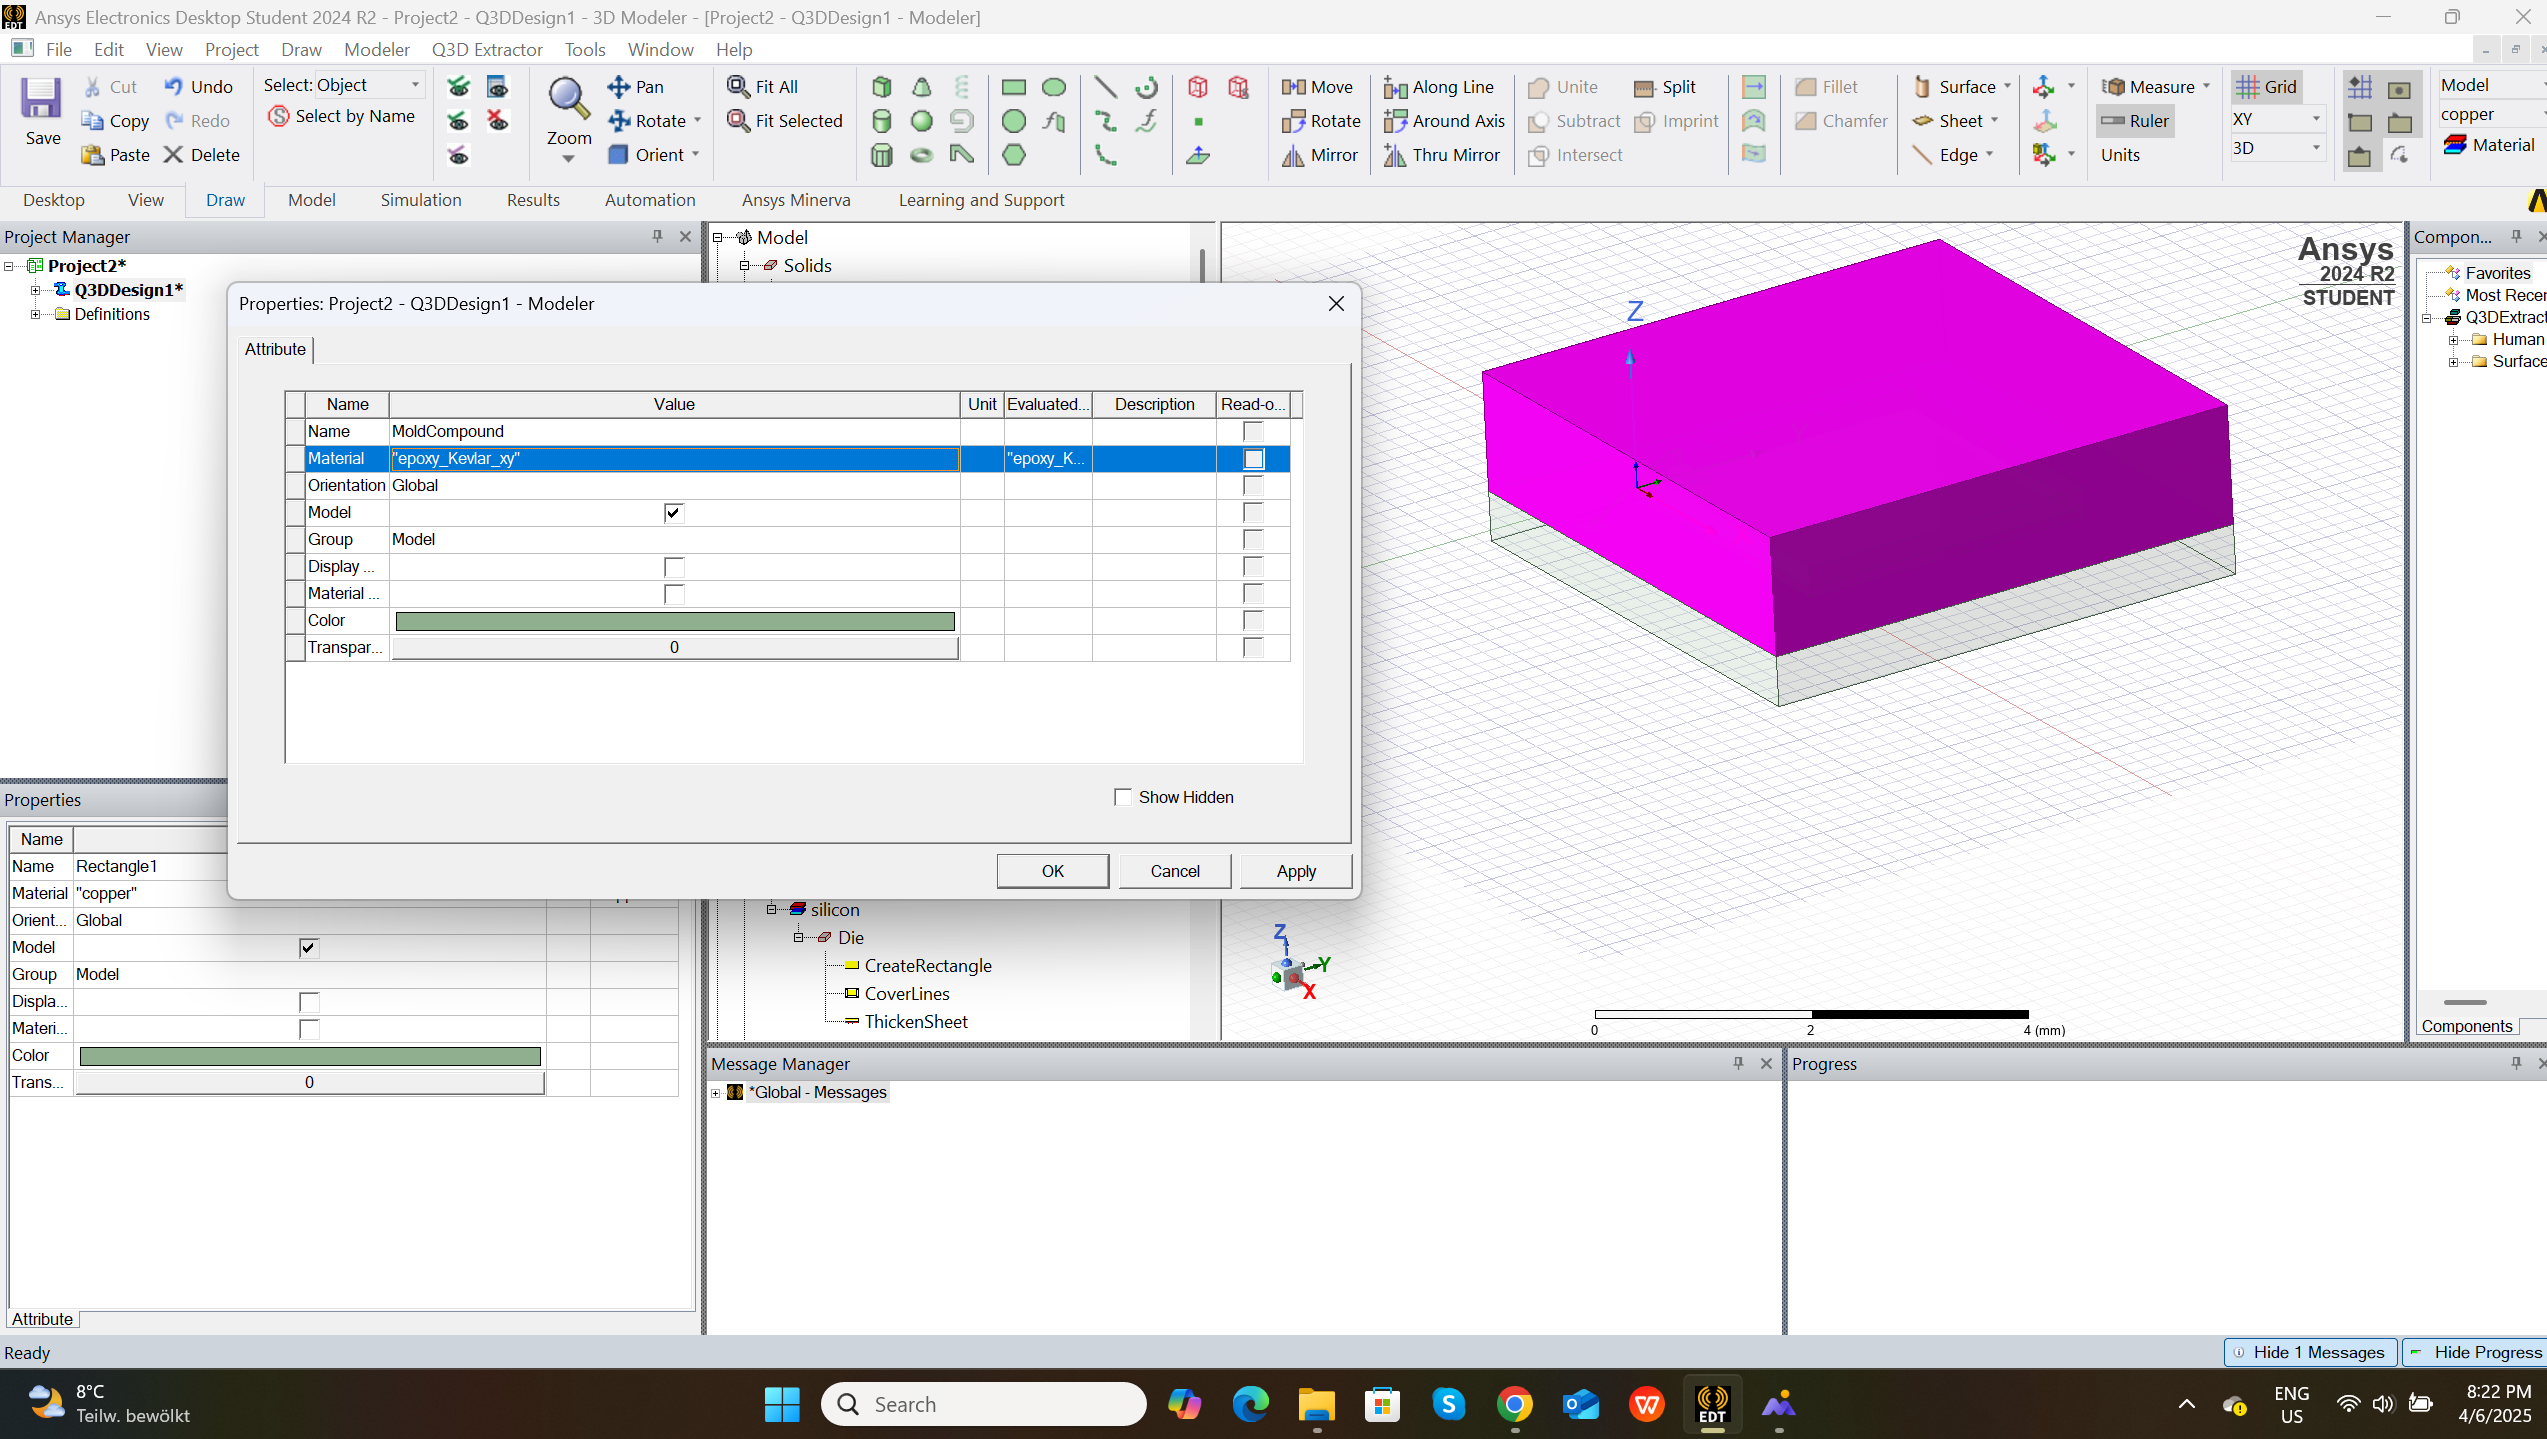 Ansys Electronics Desktop Student 2024 R2 - Project2 - Q3DDesign1 - 3D Modeler - [Project2 - Q3DDesign1 - Modeler]
File Edit View Project Draw Modeler Q3D Extractor Tools Window Help
Save
Cut
Copy
Paste
Undo
Redo
Delete
Select: Object
Select by Name
Zoom
Pan
Rotate
Orient
Fit All
Fit Selected
Move
Rotate
Mirror
Along Line
Around Axis
Thru Mirror
Unite
Subtract
Intersect
Split
Imprint
Fillet
Chamfer
Surface
Sheet
Edge
Measure
Ruler
Units
Grid
XY
3D
Model
copper
Material
Desktop View Draw Model Simulation Results Automation Ansys Minerva Learning and Support
Project Manager
Project2*
Q3DDesign1*
Definitions
Model
Solids
Properties: Project2 - Q3DDesign1 - Modeler
Attribute
Name Value Unit Evaluated... Description Read-o...
Name MoldCompound
Material "epoxy_Kevlar_xy" "epoxy_K...
Orientation Global
Model
Group Model
Display ...
Material ...
Color
Transpar... 0
Show Hidden
OK Cancel Apply
Properties
Name
Name Rectangle1
Material "copper"
Orient... Global
Model
Group Model
Displa...
Materi...
Color
Trans... 0
Attribute
silicon
Die
CreateRectangle
CoverLines
ThickenSheet
Z
Ansys
2024 R2
STUDENT
Z
Y
X
0 2 4 (mm)
Compon...
Favorites
Most Recen
Q3DExtract
Human
Surface
Components
Message Manager
*Global - Messages
Progress
Ready
Hide 1 Messages
Hide Progress
8°C
Teilw. bewölkt
Search
EDT
ENG
US
8:22 PM
4/6/2025